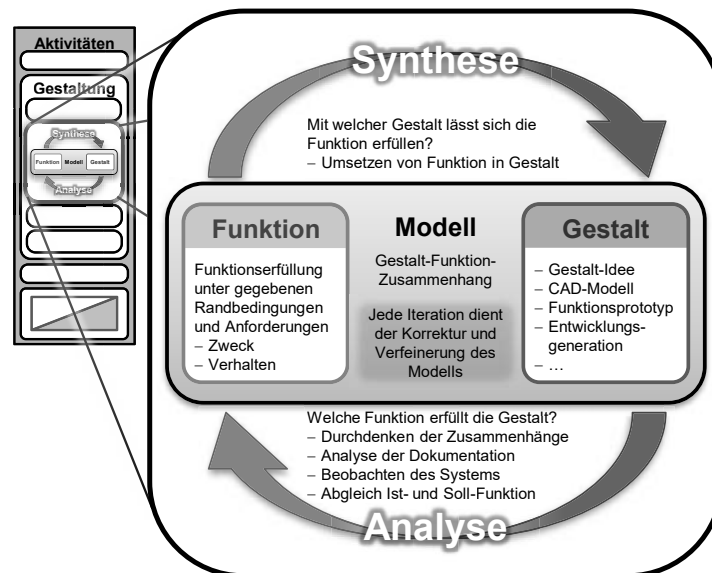 Aktivitäten
Gestaltung
Synthese
Funktion
Modell
Gestalt
Analyse
Synthese
Mit welcher Gestalt lässt sich die
Funktion erfüllen?
– Umsetzen von Funktion in Gestalt
Funktion
Funktionserfüllung
unter gegebenen
Randbedingungen
und Anforderungen
– Zweck
– Verhalten
Modell
Gestalt-Funktion-
Zusammenhang
Jede Iteration dient
der Korrektur und
Verfeinerung des
Modells
Gestalt
– Gestalt-Idee
– CAD-Modell
– Funktionsprototyp
– Entwicklungs-
generation
– …
Welche Funktion erfüllt die Gestalt?
– Durchdenken der Zusammenhänge
– Analyse der Dokumentation
– Beobachten des Systems
– Abgleich Ist- und Soll-Funktion
Analyse